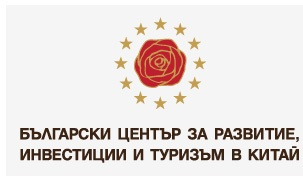 БЪЛГАРСКИ ЦЕНТЪР ЗА РАЗВИТИЕ,
ИНВЕСТИЦИИ И ТУРИЗЪМ В КИТАЙ